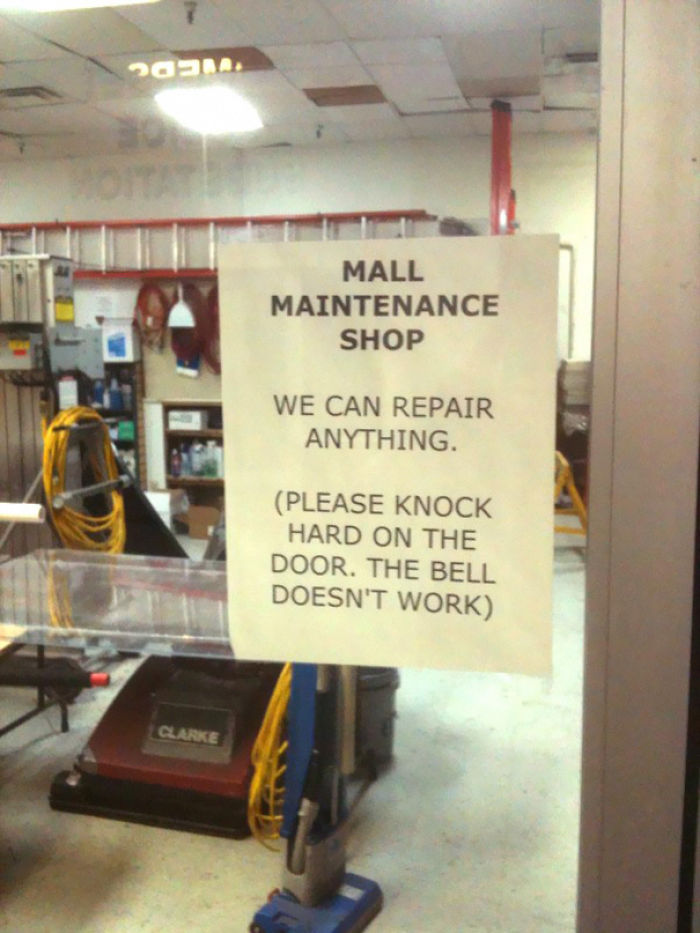 MALL
MAINTENANCE
SHOP
WE CAN REPAIR
ANYTHING.
(PLEASE KNOCK
HARD ON THE
DOOR. THE BELL
DOESN'T WORK)
CLARKE